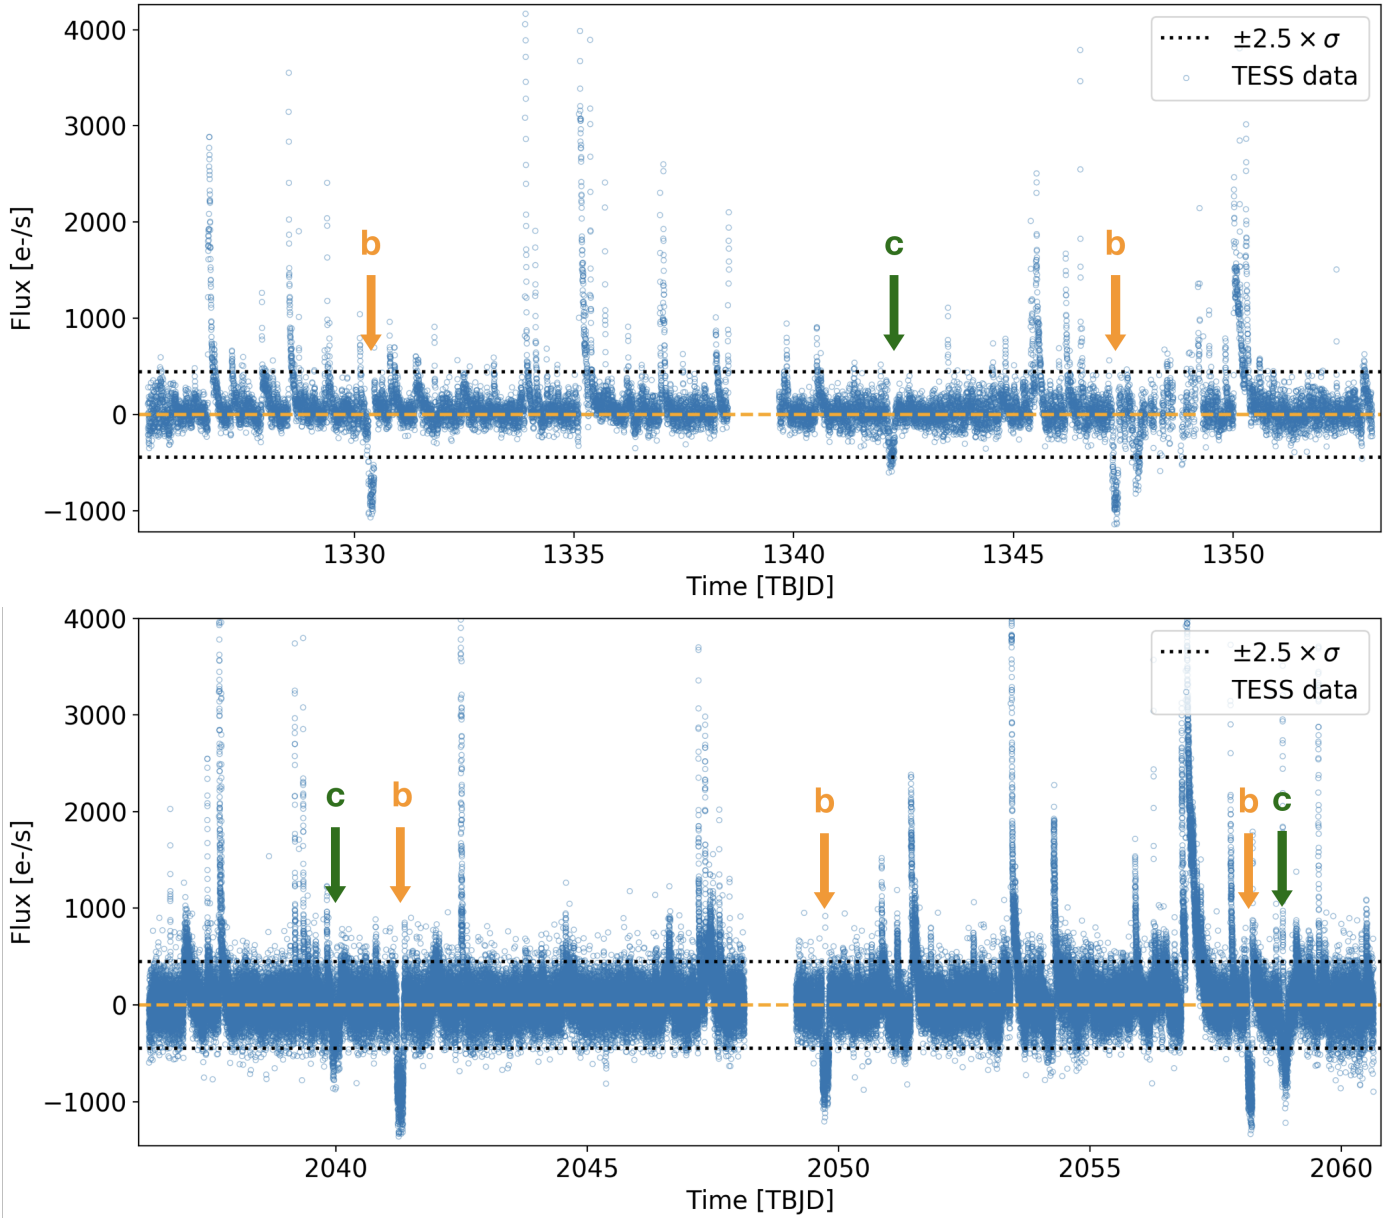 4000
3000
2000
1000
0
−1000
Flux [e-/s]
±2.5 × σ
TESS data
b
c
b
1330
1335
1340
1345
1350
Time [TBJD]
4000
3000
2000
1000
0
−1000
Flux [e-/s]
±2.5 × σ
TESS data
c
b
b
b
c
2040
2045
2050
2055
2060
Time [TBJD]